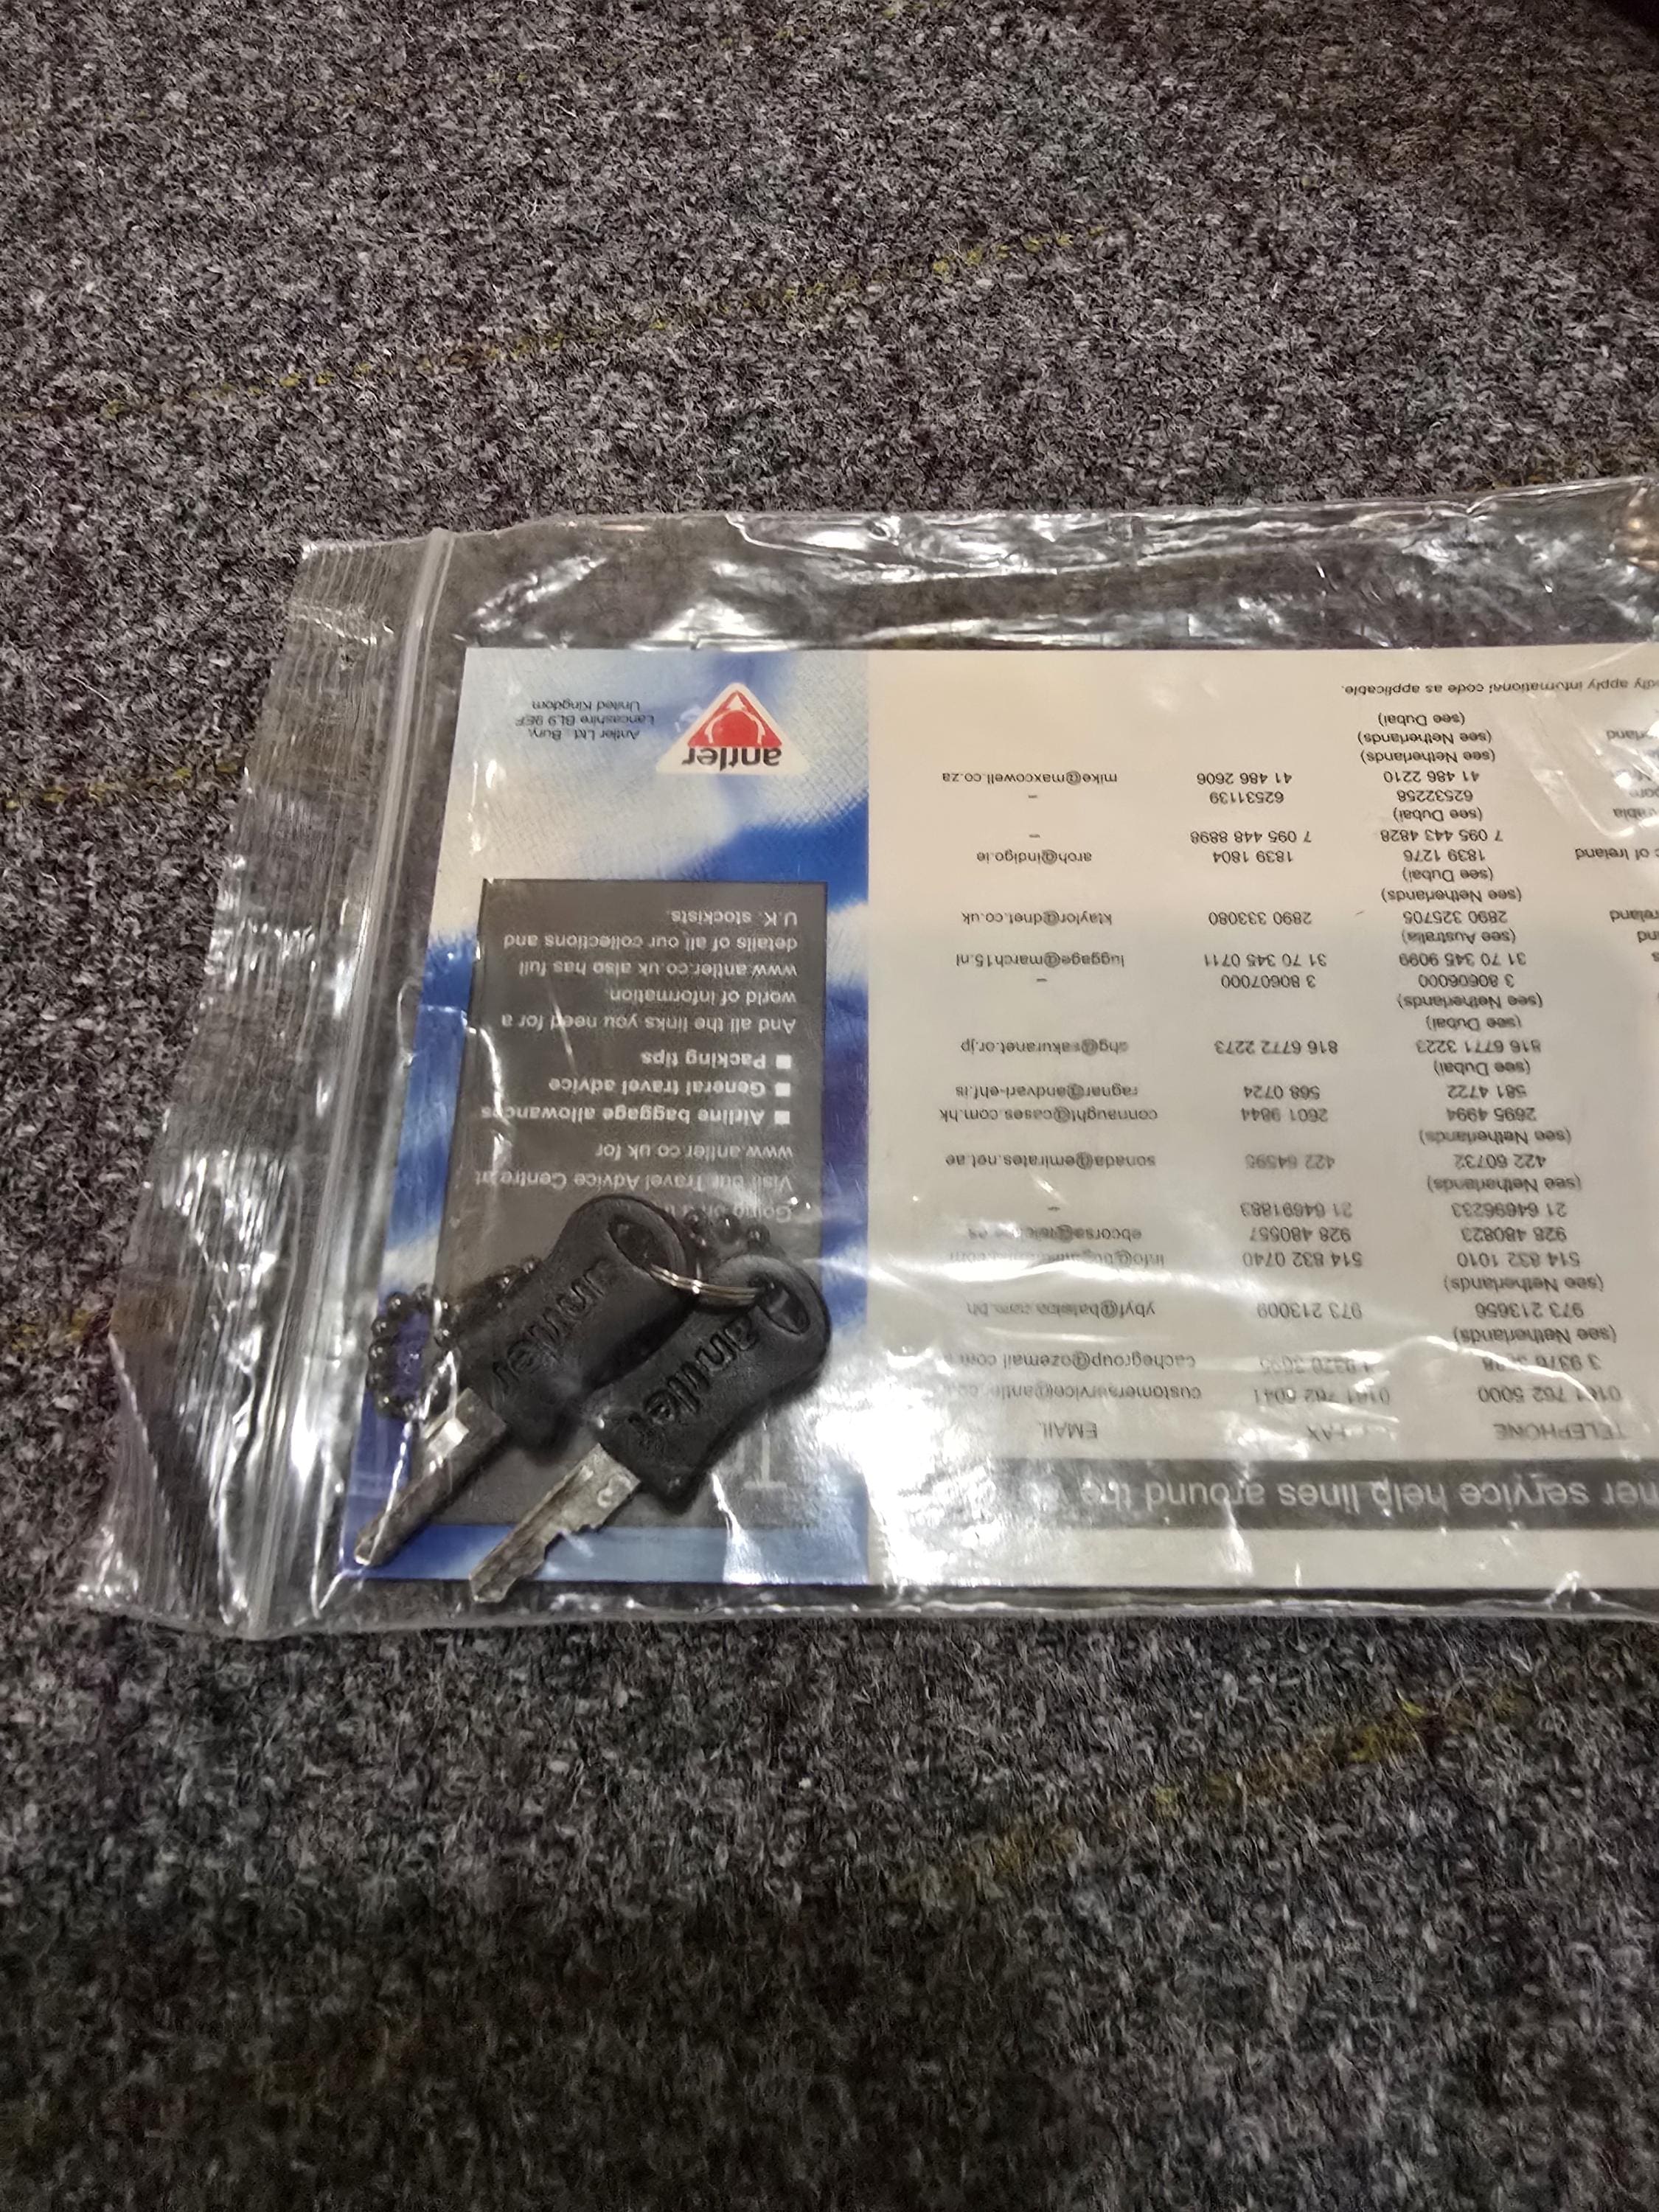 ner service help lines around the
TELEPHONE FAX EMAIL
0161 762 5000 0161 762 6041
3 9376 cachegroup@ozemail.com
(see Netherlands)
973 213656 973 213009
(see Netherlands)
514 832 1010 514 832 0740
928 480823 928 480557
21 64695233 21 64691883 –
(see Netherlands)
422 60732 422 64595 sonada@emirates.net.ae
(see Netherlands)
2695 4994 2601 9844 connaught@cases.com.hk
581 4722 568 0724 ragnar@andvari-ehf.is
(see Dubai)
816 6771 3223 816 6772 2273 shg@sakuranet.or.jp
(see Dubai)
(see Netherlands)
3 80606000 3 80607000 –
31 70 345 9099 31 70 345 0711 luggage@march15.nl
(see Australia)
reland 2890 325705 2890 333080 ktaylor@dnet.co.uk
(see Netherlands)
(see Dubai)
c of Ireland 1839 1276 1839 1804 aroh@indigo.ie
7 095 443 4828 7 095 448 8898 –
rabia (see Dubai)
pore 62532258 62531139 –
41 486 2210 41 486 2606 mike@maxcowell.co.za
(see Netherlands)
erland (see Netherlands)
(see Dubai)
dly apply international code as applicable.
Going on a
Visit our Travel Advice Centre at
www.antler.co.uk for
■ Airline baggage allowances
■ General travel advice
■ Packing tips
And all the links you need for a
world of information.
www.antler.co.uk also has full
details of all our collections and
U.K. stockists.
antler
Antler Ltd., Bury,
Lancashire BL9 9EF
United Kingdom
antler
antler